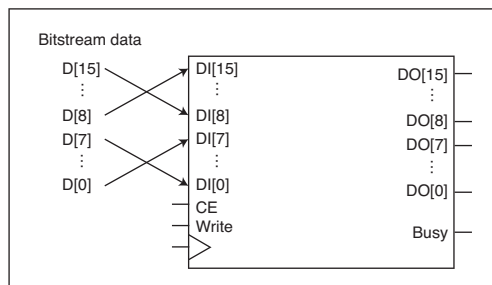 Bitstream data
D[15] DI[15] DO[15]
⋮ ⋮ ⋮
D[8] DI[8] DO[8]
D[7] DI[7] DO[7]
⋮ ⋮ ⋮
D[0] DI[0] DO[0]
CE
Write
Busy